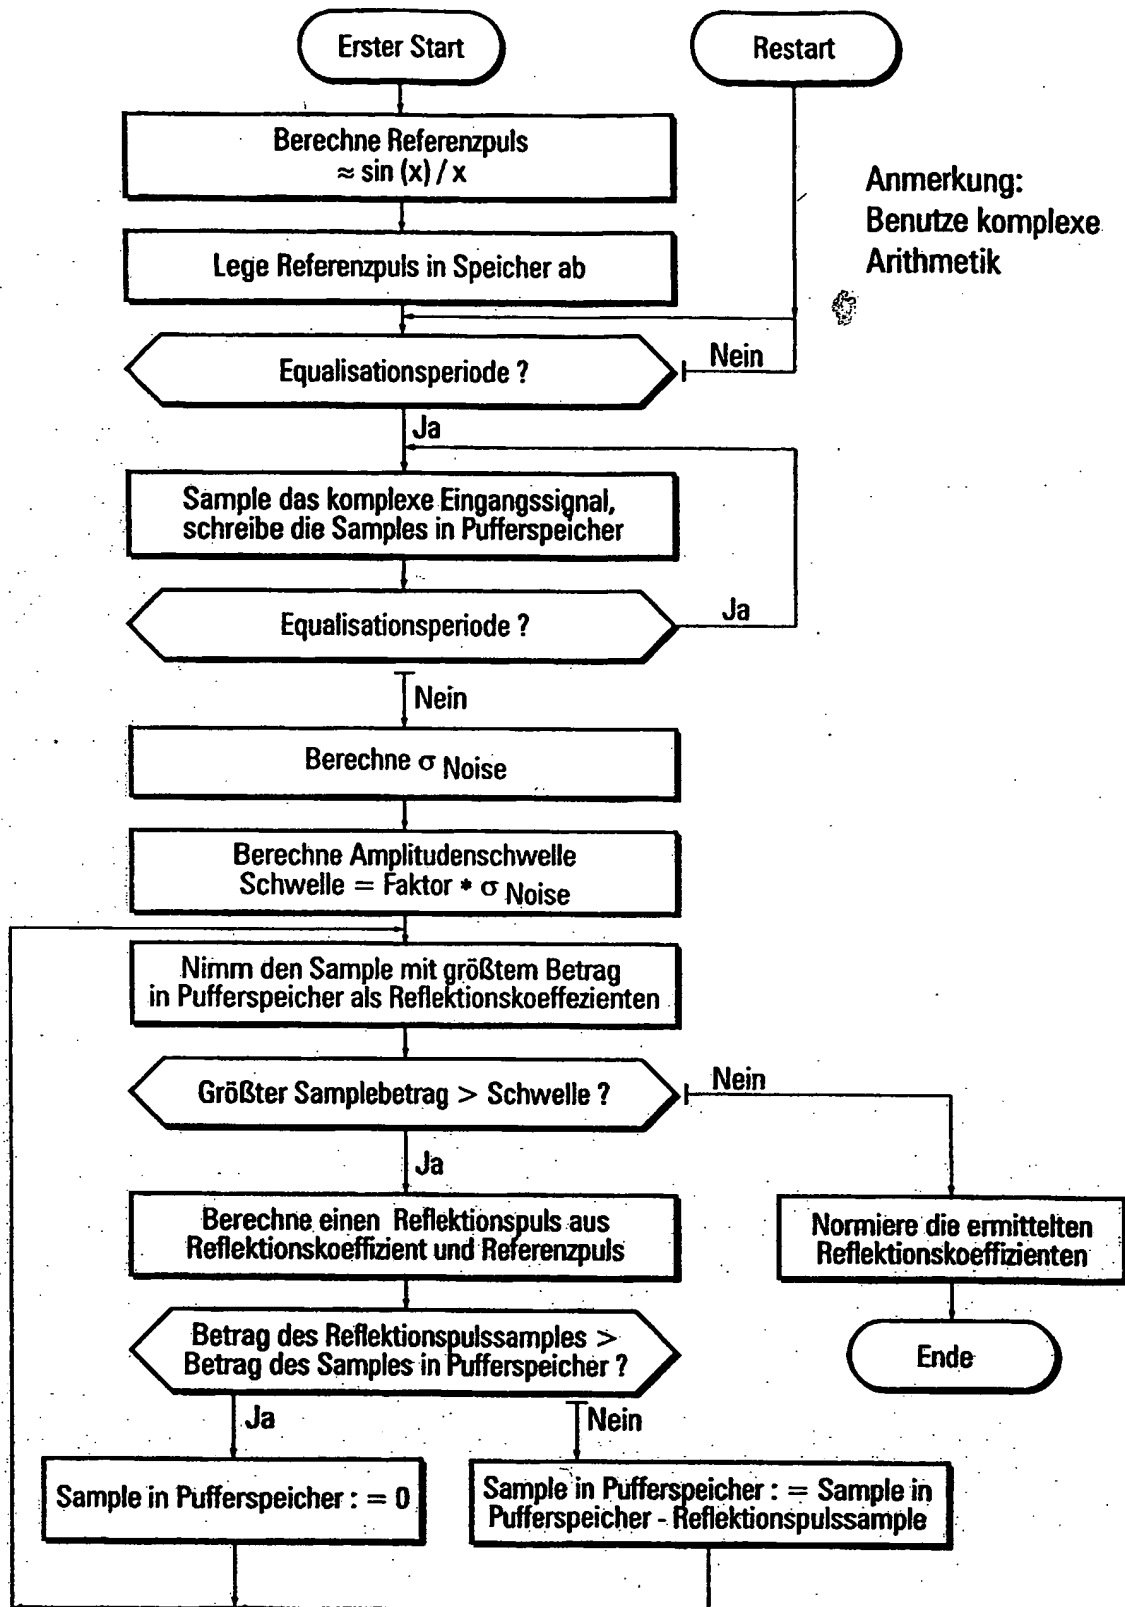 Erster Start
Restart
Berechne Referenzpuls
≈ sin (x) / x
Anmerkung:
Benutze komplexe
Arithmetik
Lege Referenzpuls in Speicher ab
Equalisationsperiode ?
Nein
Ja
Sample das komplexe Eingangssignal,
schreibe die Samples in Pufferspeicher
Equalisationsperiode ?
Ja
Nein
Berechne σ Noise
Berechne Amplitudenschwelle
Schwelle = Faktor * σ Noise
Nimm den Sample mit größtem Betrag
in Pufferspeicher als Reflektionskoeffezienten
Größter Samplebetrag > Schwelle ?
Nein
Ja
Berechne einen Reflektionspuls aus
Reflektionskoeffizient und Referenzpuls
Normiere die ermittelten
Reflektionskoeffizienten
Betrag des Reflektionspulssamples >
Betrag des Samples in Pufferspeicher ?
Ende
Ja
Nein
Sample in Pufferspeicher : = 0
Sample in Pufferspeicher : = Sample in
Pufferspeicher - Reflektionspulssample